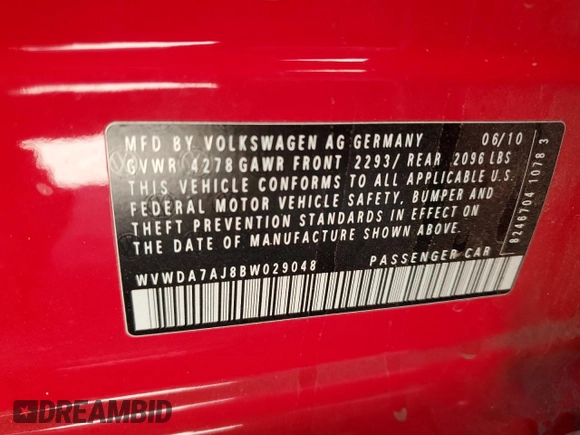 MFD BY VOLKSWAGEN AG GERMANY 06/10
GVWR 4278 GAWR FRONT 2293/ REAR 2096 LBS
THIS VEHICLE CONFORMS TO ALL APPLICABLE U.S.
FEDERAL MOTOR VEHICLE SAFETY, BUMPER AND
THEFT PREVENTION STANDARDS IN EFFECT ON
THE DATE OF MANUFACTURE SHOWN ABOVE.
WVWDA7AJ8BW029048 PASSENGER CAR
8246704 1078 3
DREAMBID